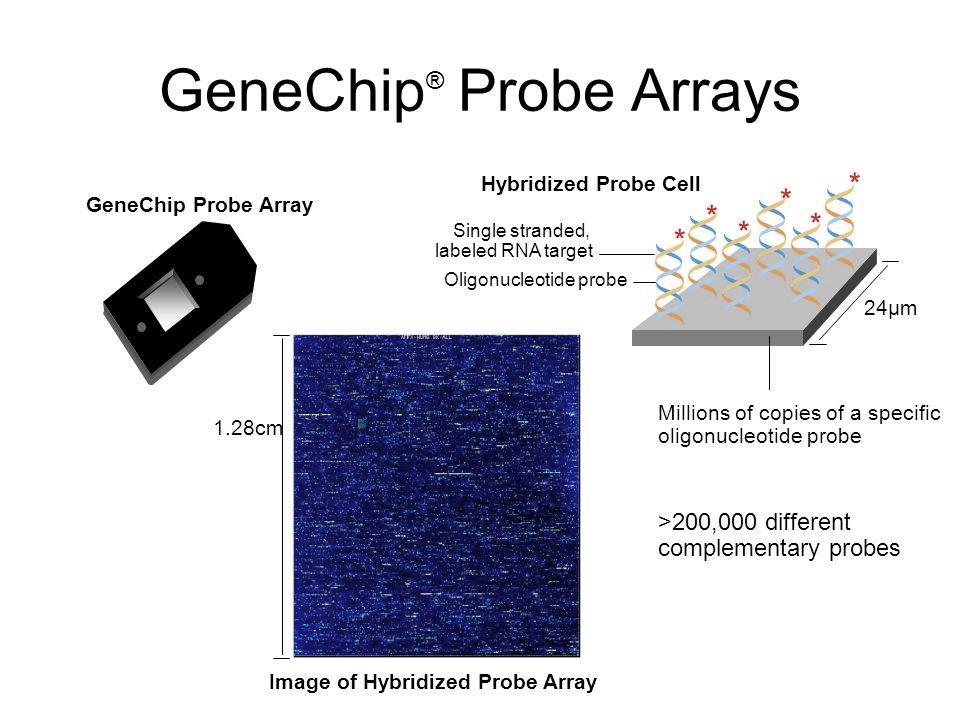 GeneChip® Probe Arrays
Hybridized Probe Cell
GeneChip Probe Array
Single stranded,
labeled RNA target
Oligonucleotide probe
*
*
*
*
*
*
24µm
1.28cm
Millions of copies of a specific
oligonucleotide probe
>200,000 different
complementary probes
Image of Hybridized Probe Array